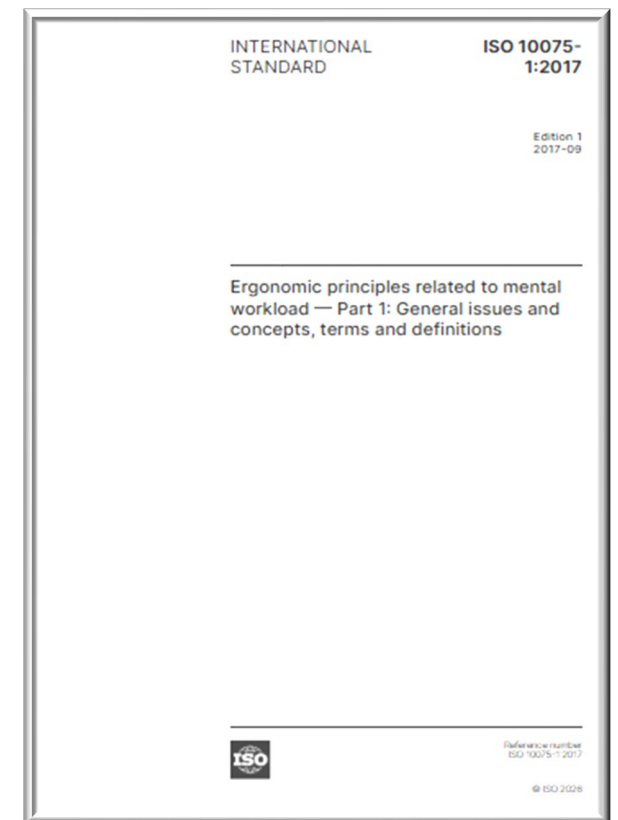 INTERNATIONAL
STANDARD
ISO 10075-
1:2017
Edition 1
2017-09
Ergonomic principles related to mental
workload — Part 1: General issues and
concepts, terms and definitions
ISO
Reference number
ISO 10075-1:2017
© ISO 2026